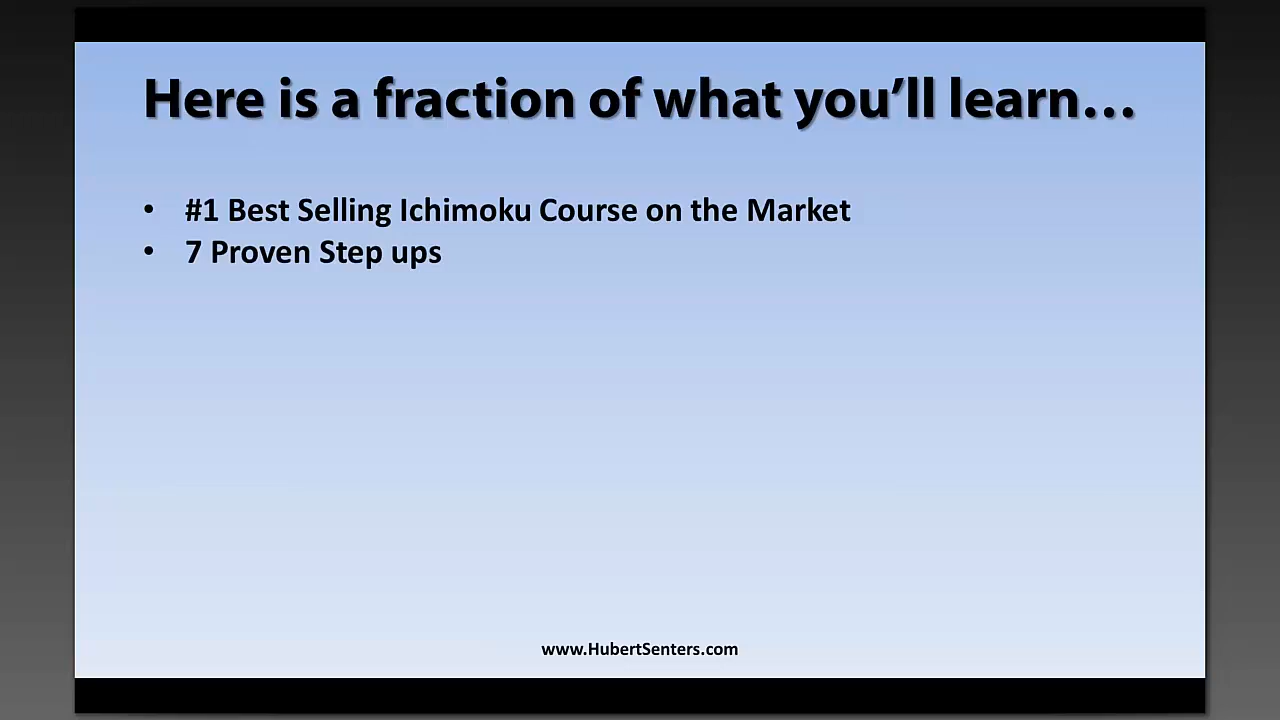 Here is a fraction of what you’ll learn…
• #1 Best Selling Ichimoku Course on the Market
• 7 Proven Step ups
www.HubertSenters.com